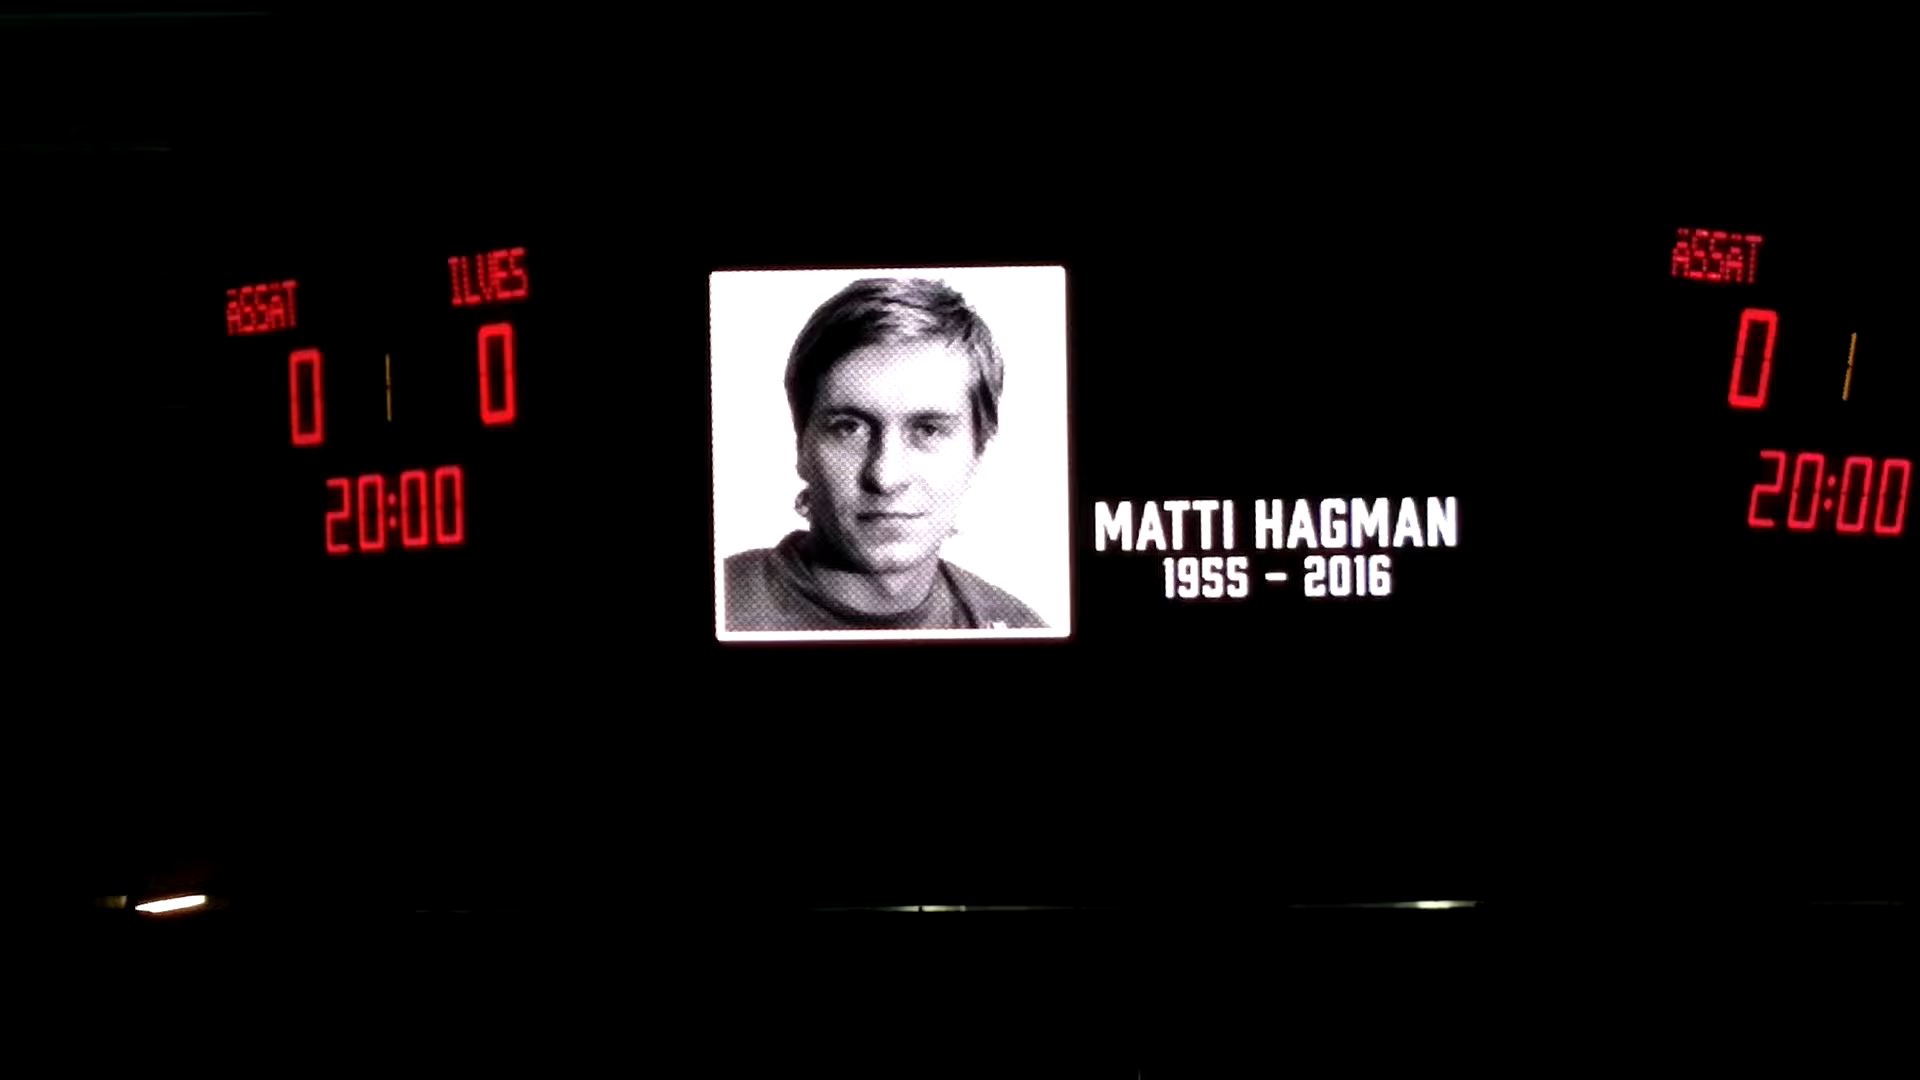 ÄSSÄT ILVES
0 | 0
20:00
MATTI HAGMAN
1955 - 2016
ÄSSÄT
0 |
20:00